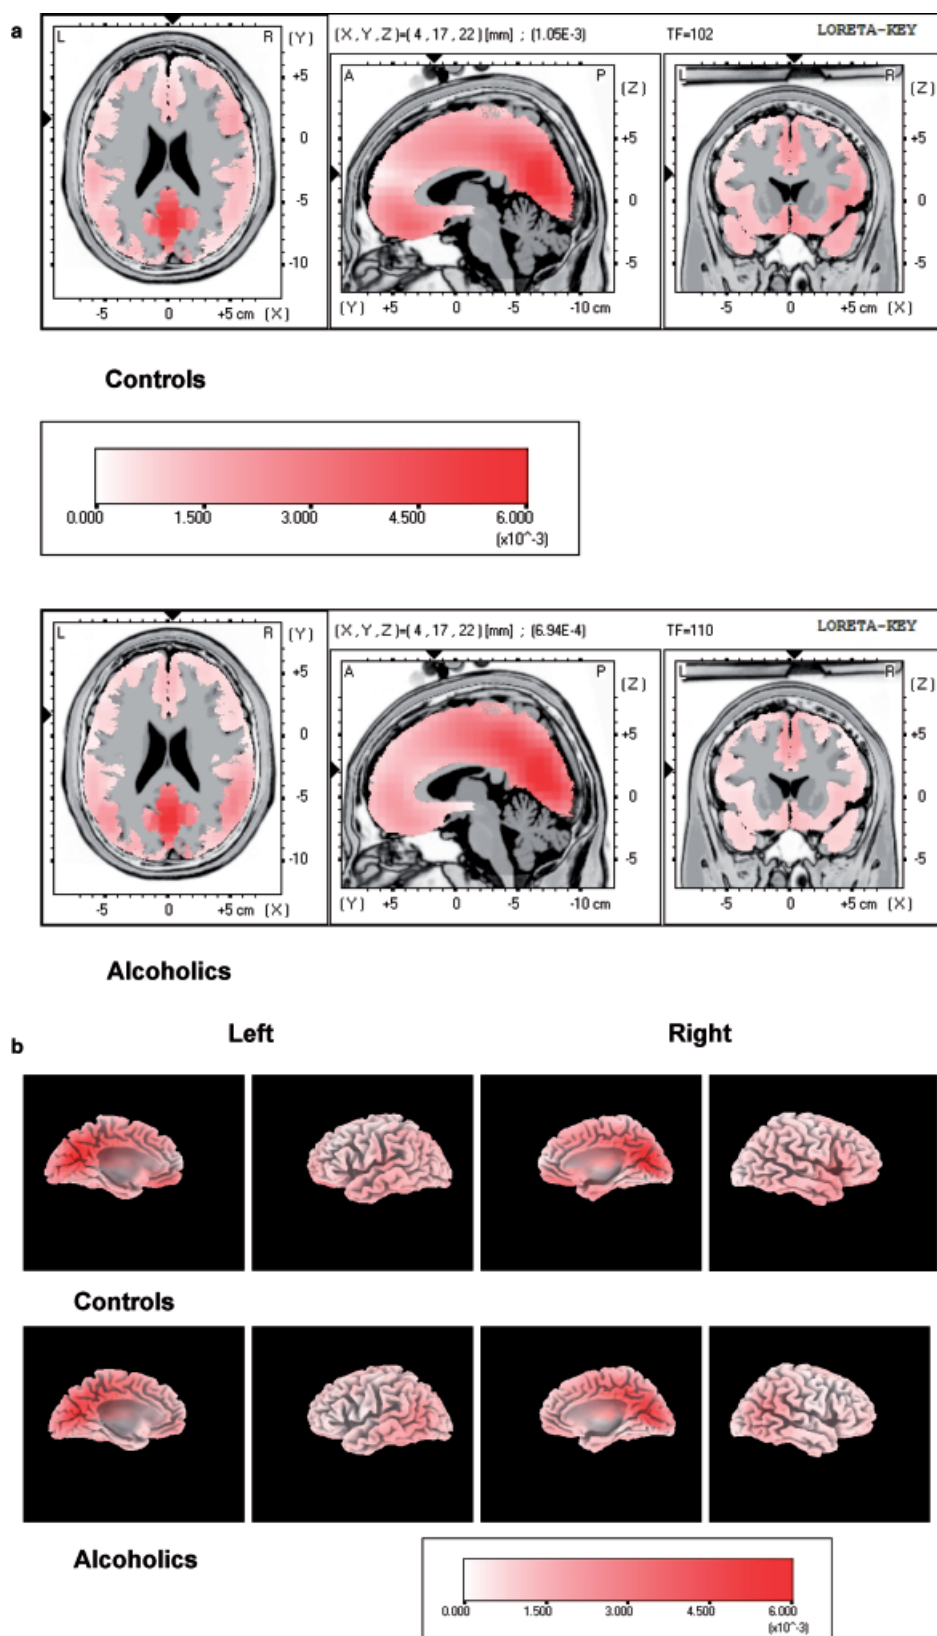 a
L R (Y) (X,Y,Z)=(4,17,22)[mm] ; (1.05E-3) TF=102 LORETA-KEY
A P (Z) L R (Z)
+5 +5 +5
0 0 0
-5 -5 -5
-10
-5 0 +5 cm (X) (Y) +5 0 -5 -10 cm -5 0 +5 cm (X)
Controls
0.000 1.500 3.000 4.500 6.000
(x10^-3)
L R (Y) (X,Y,Z)=(4,17,22)[mm] ; (6.94E-4) TF=110 LORETA-KEY
A P (Z) L R (Z)
+5 +5 +5
0 0 0
-5 -5 -5
-10
-5 0 +5 cm (X) (Y) +5 0 -5 -10 cm -5 0 +5 cm (X)
Alcoholics
Left Right
b
Controls
Alcoholics
0.000 1.500 3.000 4.500 6.000
(x10^-3)